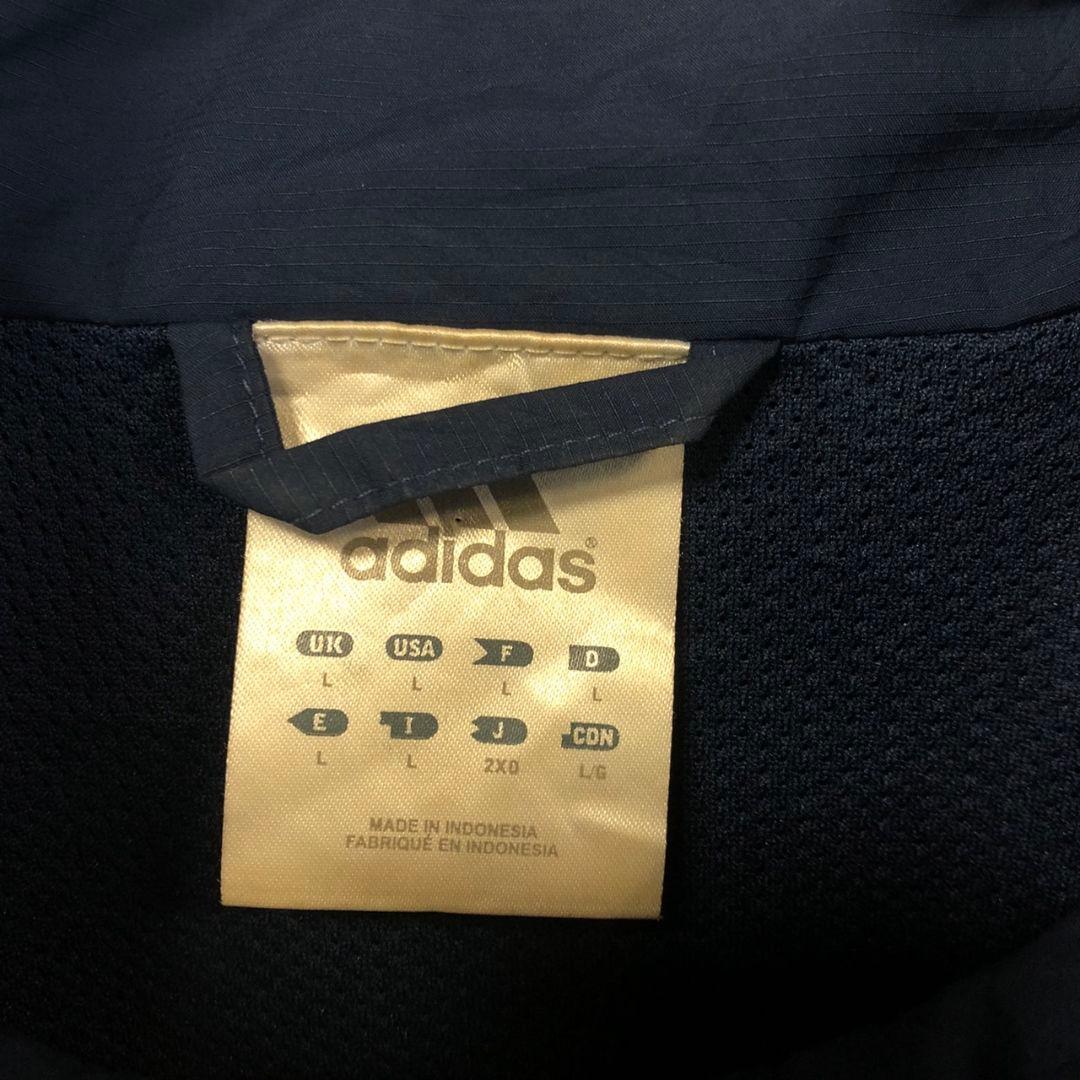 adidas®
UK USA F D
L L L L
E I J CDN
L L 2XO L/G
MADE IN INDONESIA
FABRIQUÉ EN INDONESIA